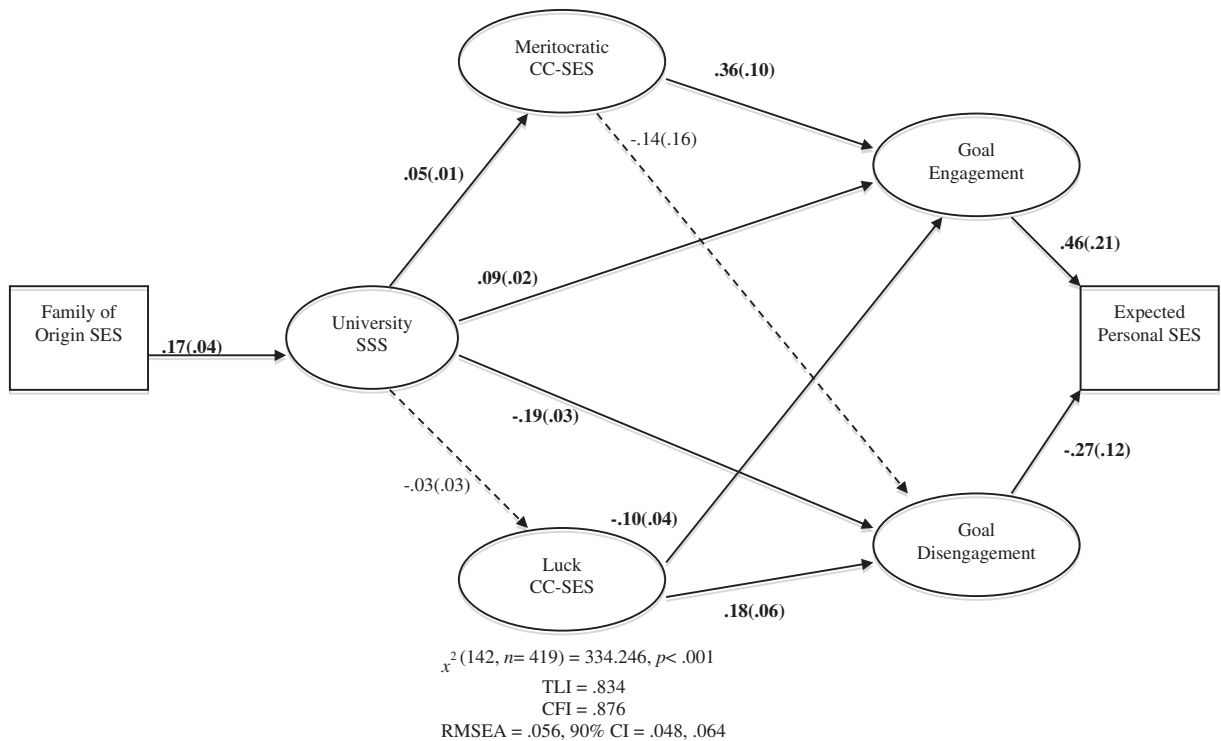 Meritocratic
CC-SES
.36(.10)
-.14(.16)
Goal
Engagement
.05(.01)
.46(.21)
.09(.02)
Family of
Origin SES
.17(.04)
University
SSS
Expected
Personal SES
-.19(.03)
-.27(.12)
-.03(.03)
-.10(.04)
Goal
Disengagement
Luck
CC-SES
.18(.06)
x² (142, n= 419) = 334.246, p< .001
TLI = .834
CFI = .876
RMSEA = .056, 90% CI = .048, .064